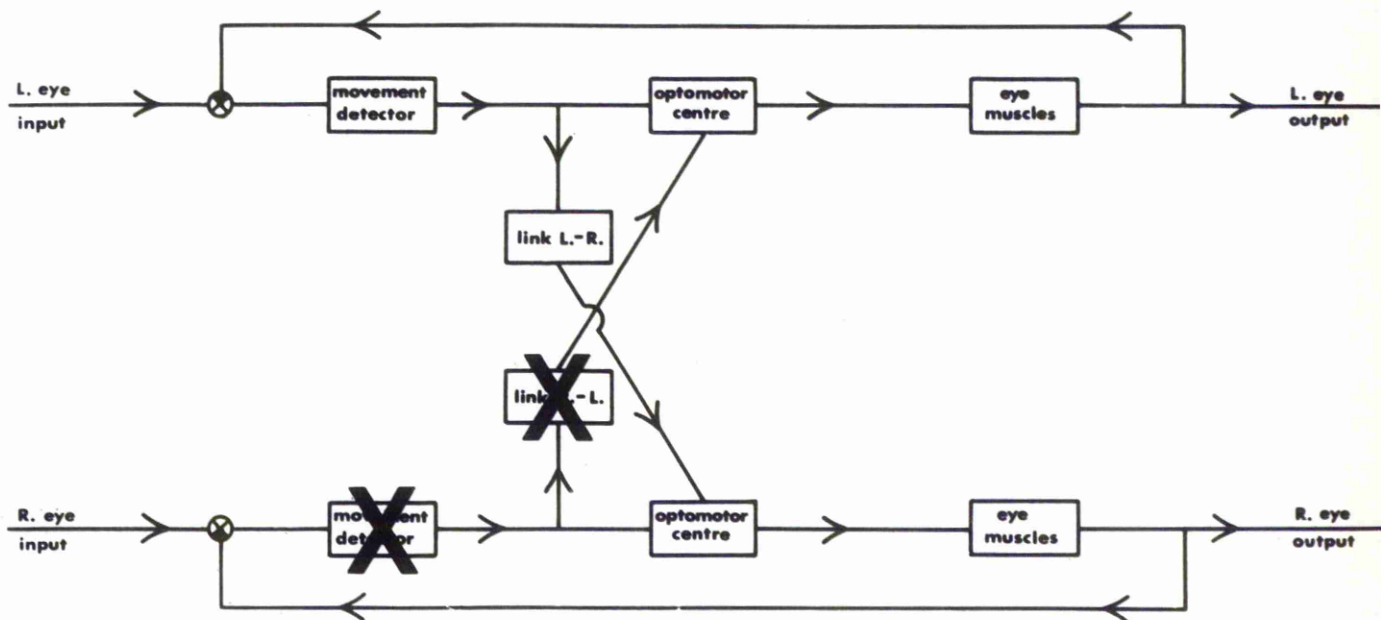 L. eye
input
movement
detector
optomotor
centre
eye
muscles
L. eye
output
link L.-R.
link -L.
R. eye
input
optomotor
centre
eye
muscles
R. eye
output